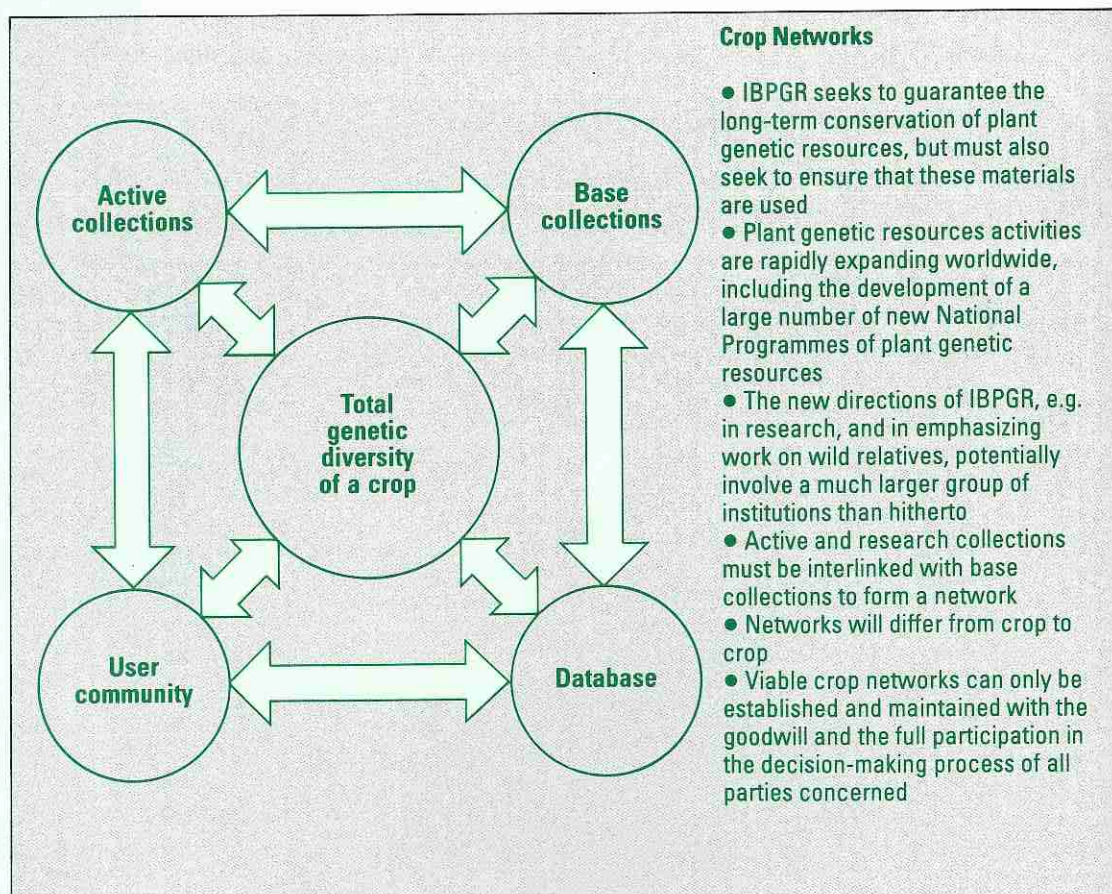 Active
collections
Base
collections
Total
genetic
diversity
of a crop
User
community
Database
Crop Networks
● IBPGR seeks to guarantee the
long-term conservation of plant
genetic resources, but must also
seek to ensure that these materials
are used
● Plant genetic resources activities
are rapidly expanding worldwide,
including the development of a
large number of new National
Programmes of plant genetic
resources
● The new directions of IBPGR, e.g.
in research, and in emphasizing
work on wild relatives, potentially
involve a much larger group of
institutions than hitherto
● Active and research collections
must be interlinked with base
collections to form a network
● Networks will differ from crop to
crop
● Viable crop networks can only be
established and maintained with the
goodwill and the full participation in
the decision-making process of all
parties concerned